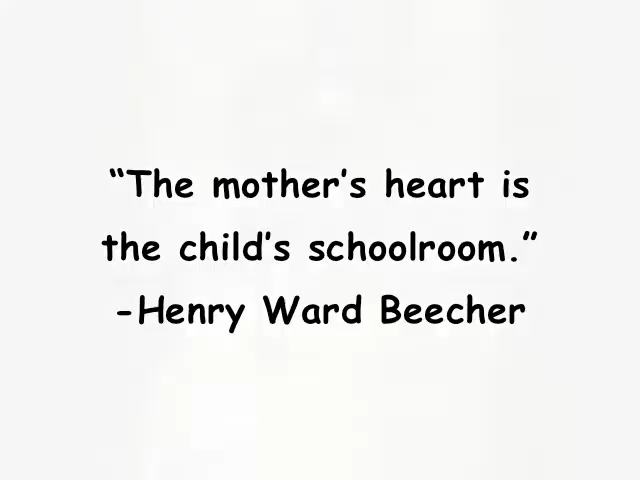 “The mother’s heart is
the child’s schoolroom.”
-Henry Ward Beecher